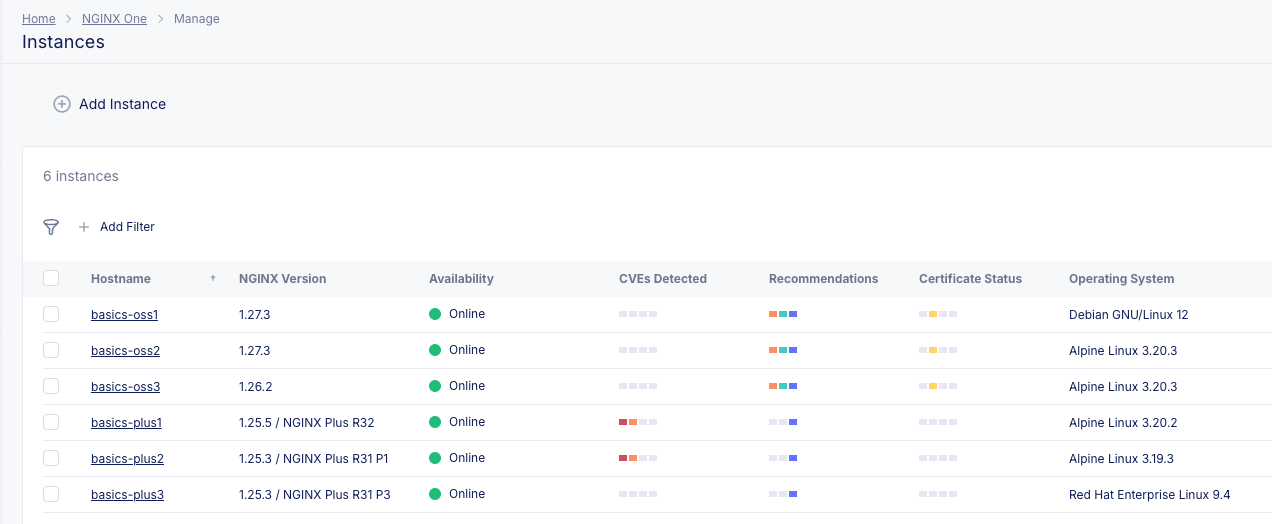 Home > NGINX One > Manage
Instances
Add Instance
6 instances
Add Filter
Hostname ↑ NGINX Version Availability CVEs Detected Recommendations Certificate Status Operating System
basics-oss1 1.27.3 Online Debian GNU/Linux 12
basics-oss2 1.27.3 Online Alpine Linux 3.20.3
basics-oss3 1.26.2 Online Alpine Linux 3.20.3
basics-plus1 1.25.5 / NGINX Plus R32 Online Alpine Linux 3.20.2
basics-plus2 1.25.3 / NGINX Plus R31 P1 Online Alpine Linux 3.19.3
basics-plus3 1.25.3 / NGINX Plus R31 P3 Online Red Hat Enterprise Linux 9.4